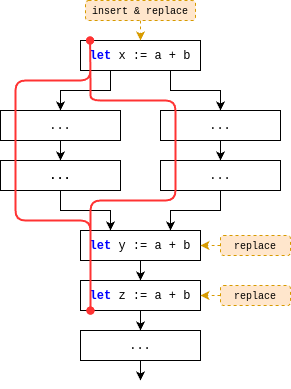 insert & replace
let x := a + b
...
...
...
...
let y := a + b
replace
let z := a + b
replace
...